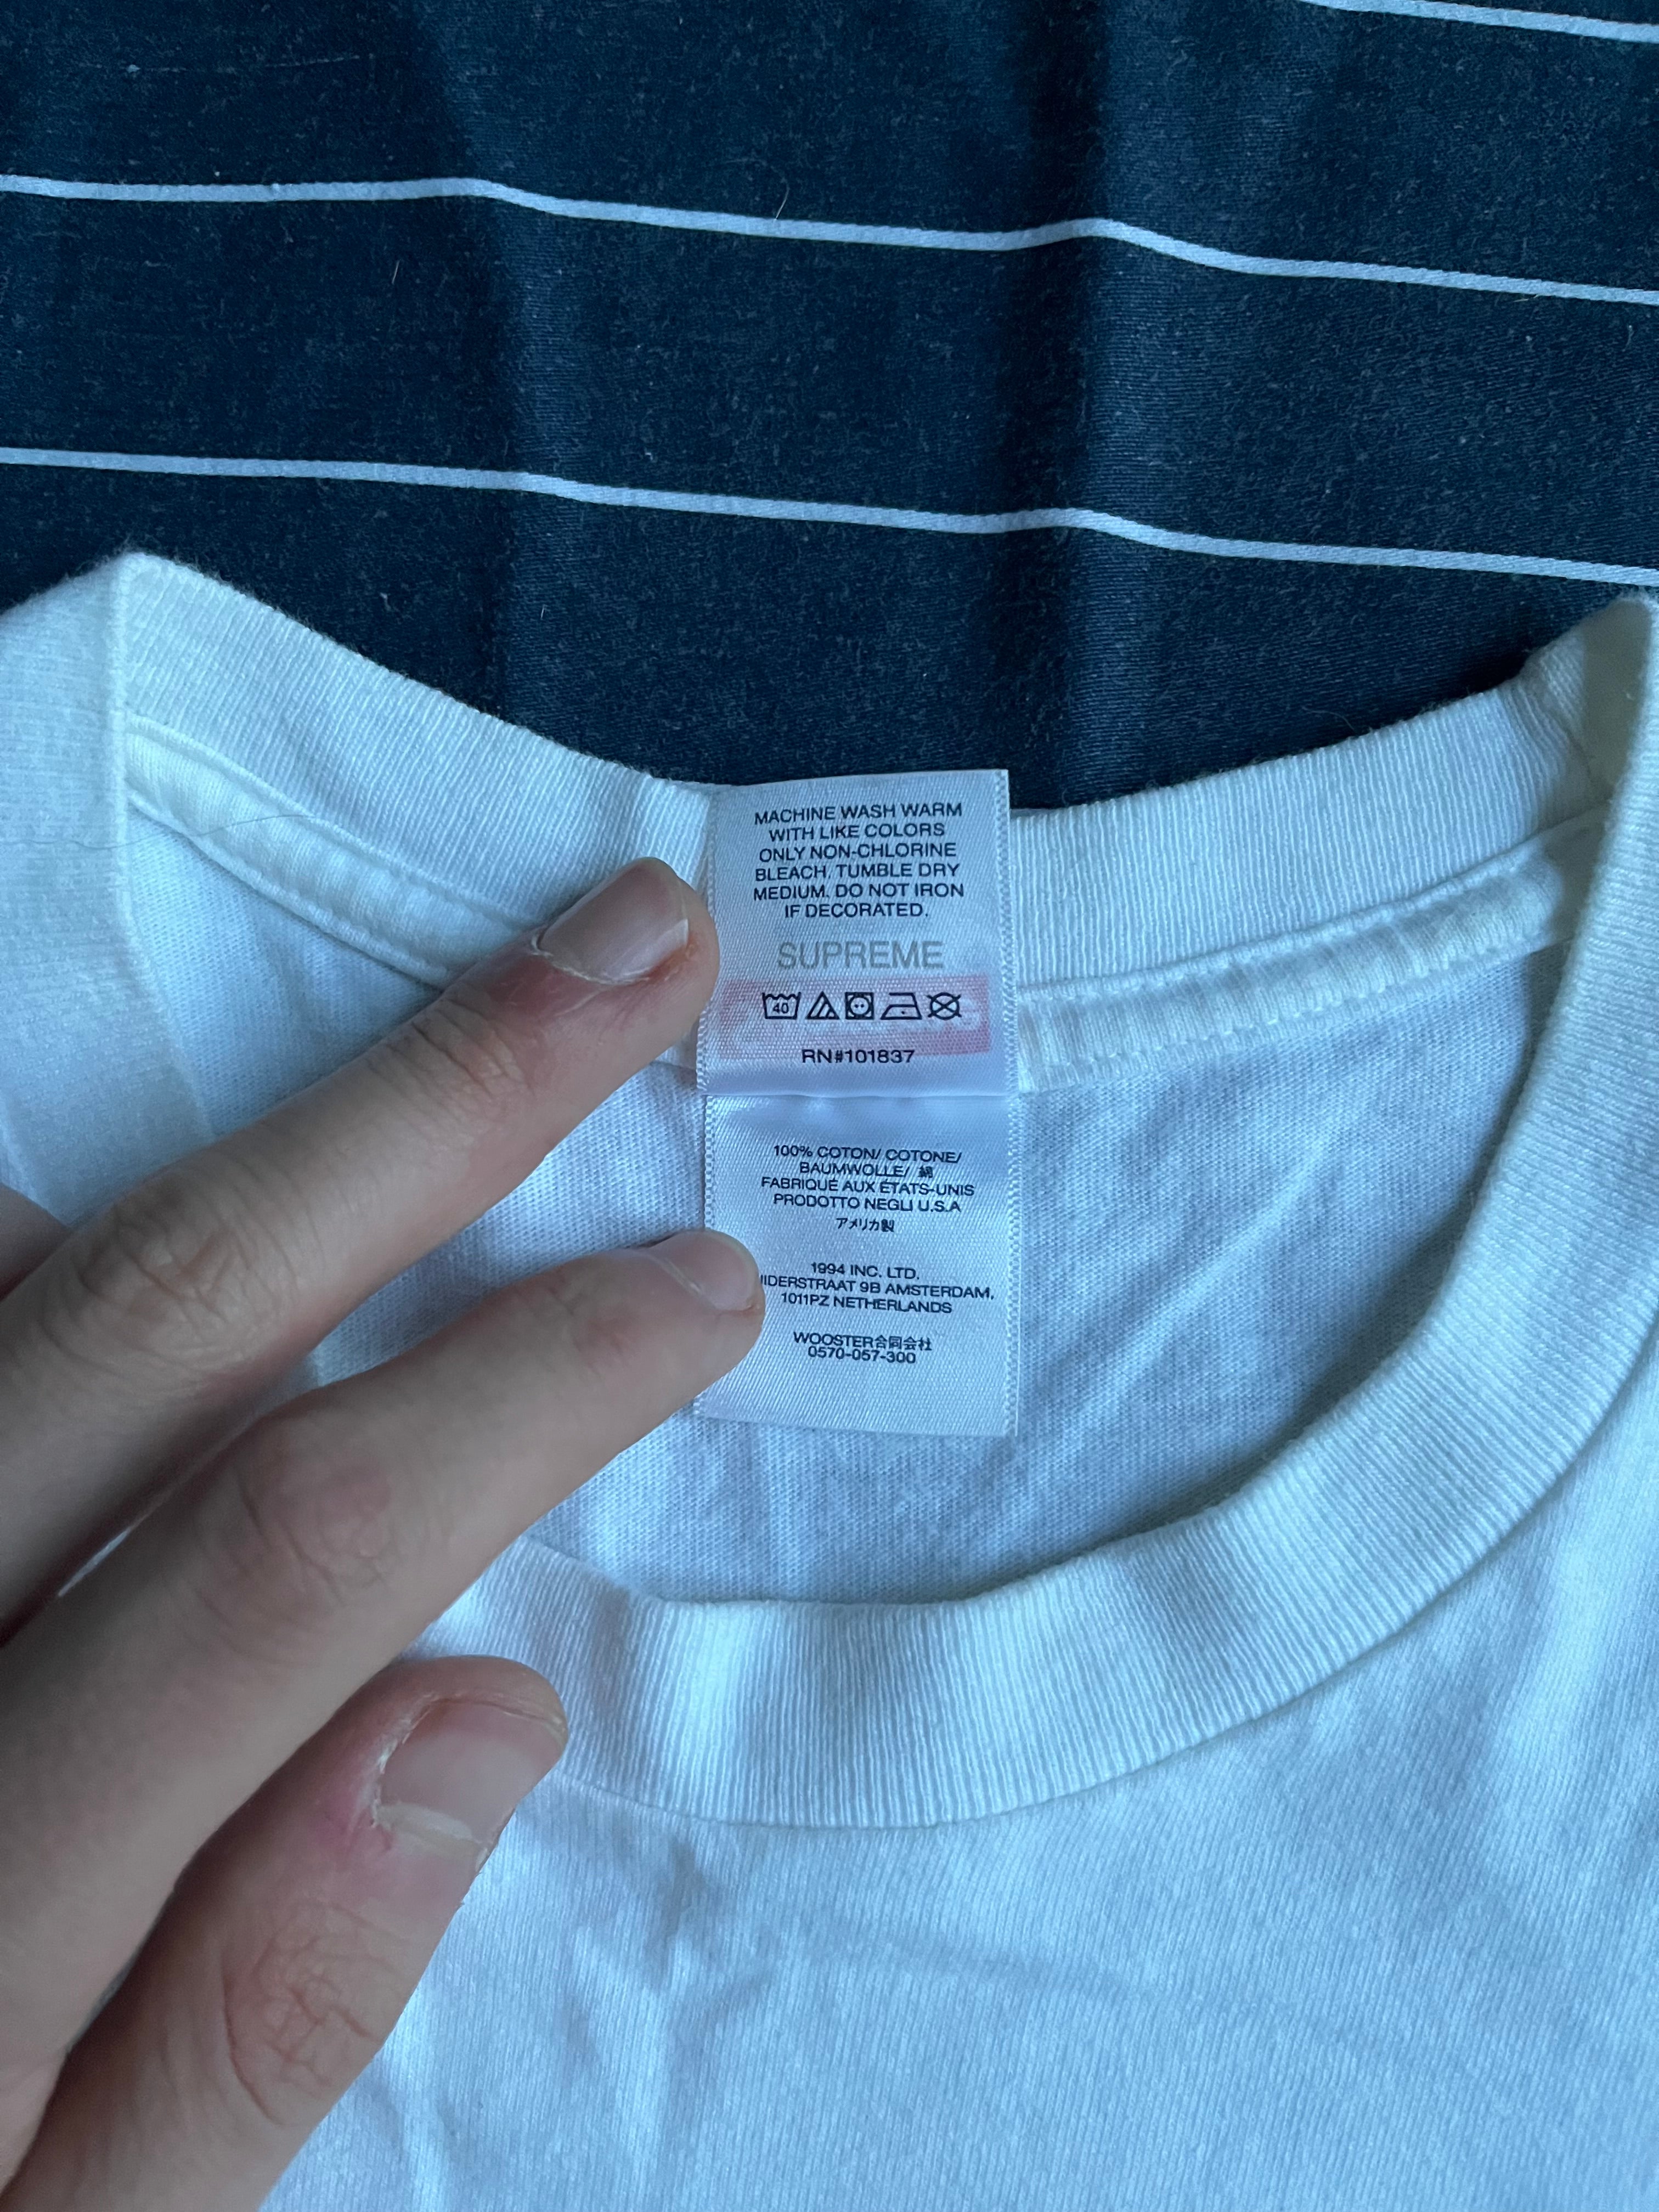 MACHINE WASH WARM
WITH LIKE COLORS
ONLY NON-CHLORINE
BLEACH. TUMBLE DRY
MEDIUM. DO NOT IRON
IF DECORATED.
SUPREME
40
RN#101837
100% COTON/ COTONE/
BAUMWOLLE/ 綿
FABRIQUÉ AUX ÉTATS-UNIS
PRODOTTO NEGLI U.S.A
アメリカ製
1994 INC. LTD.
9B AMSTERDAM,
1011PZ NETHERLANDS
WOOSTER合同会社
0570-057-300